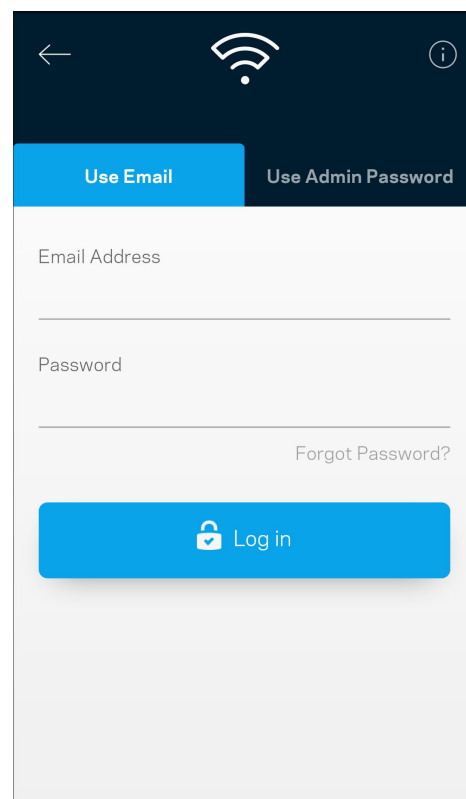 Use Email
Use Admin Password
Email Address
Password
Forgot Password?
Log in